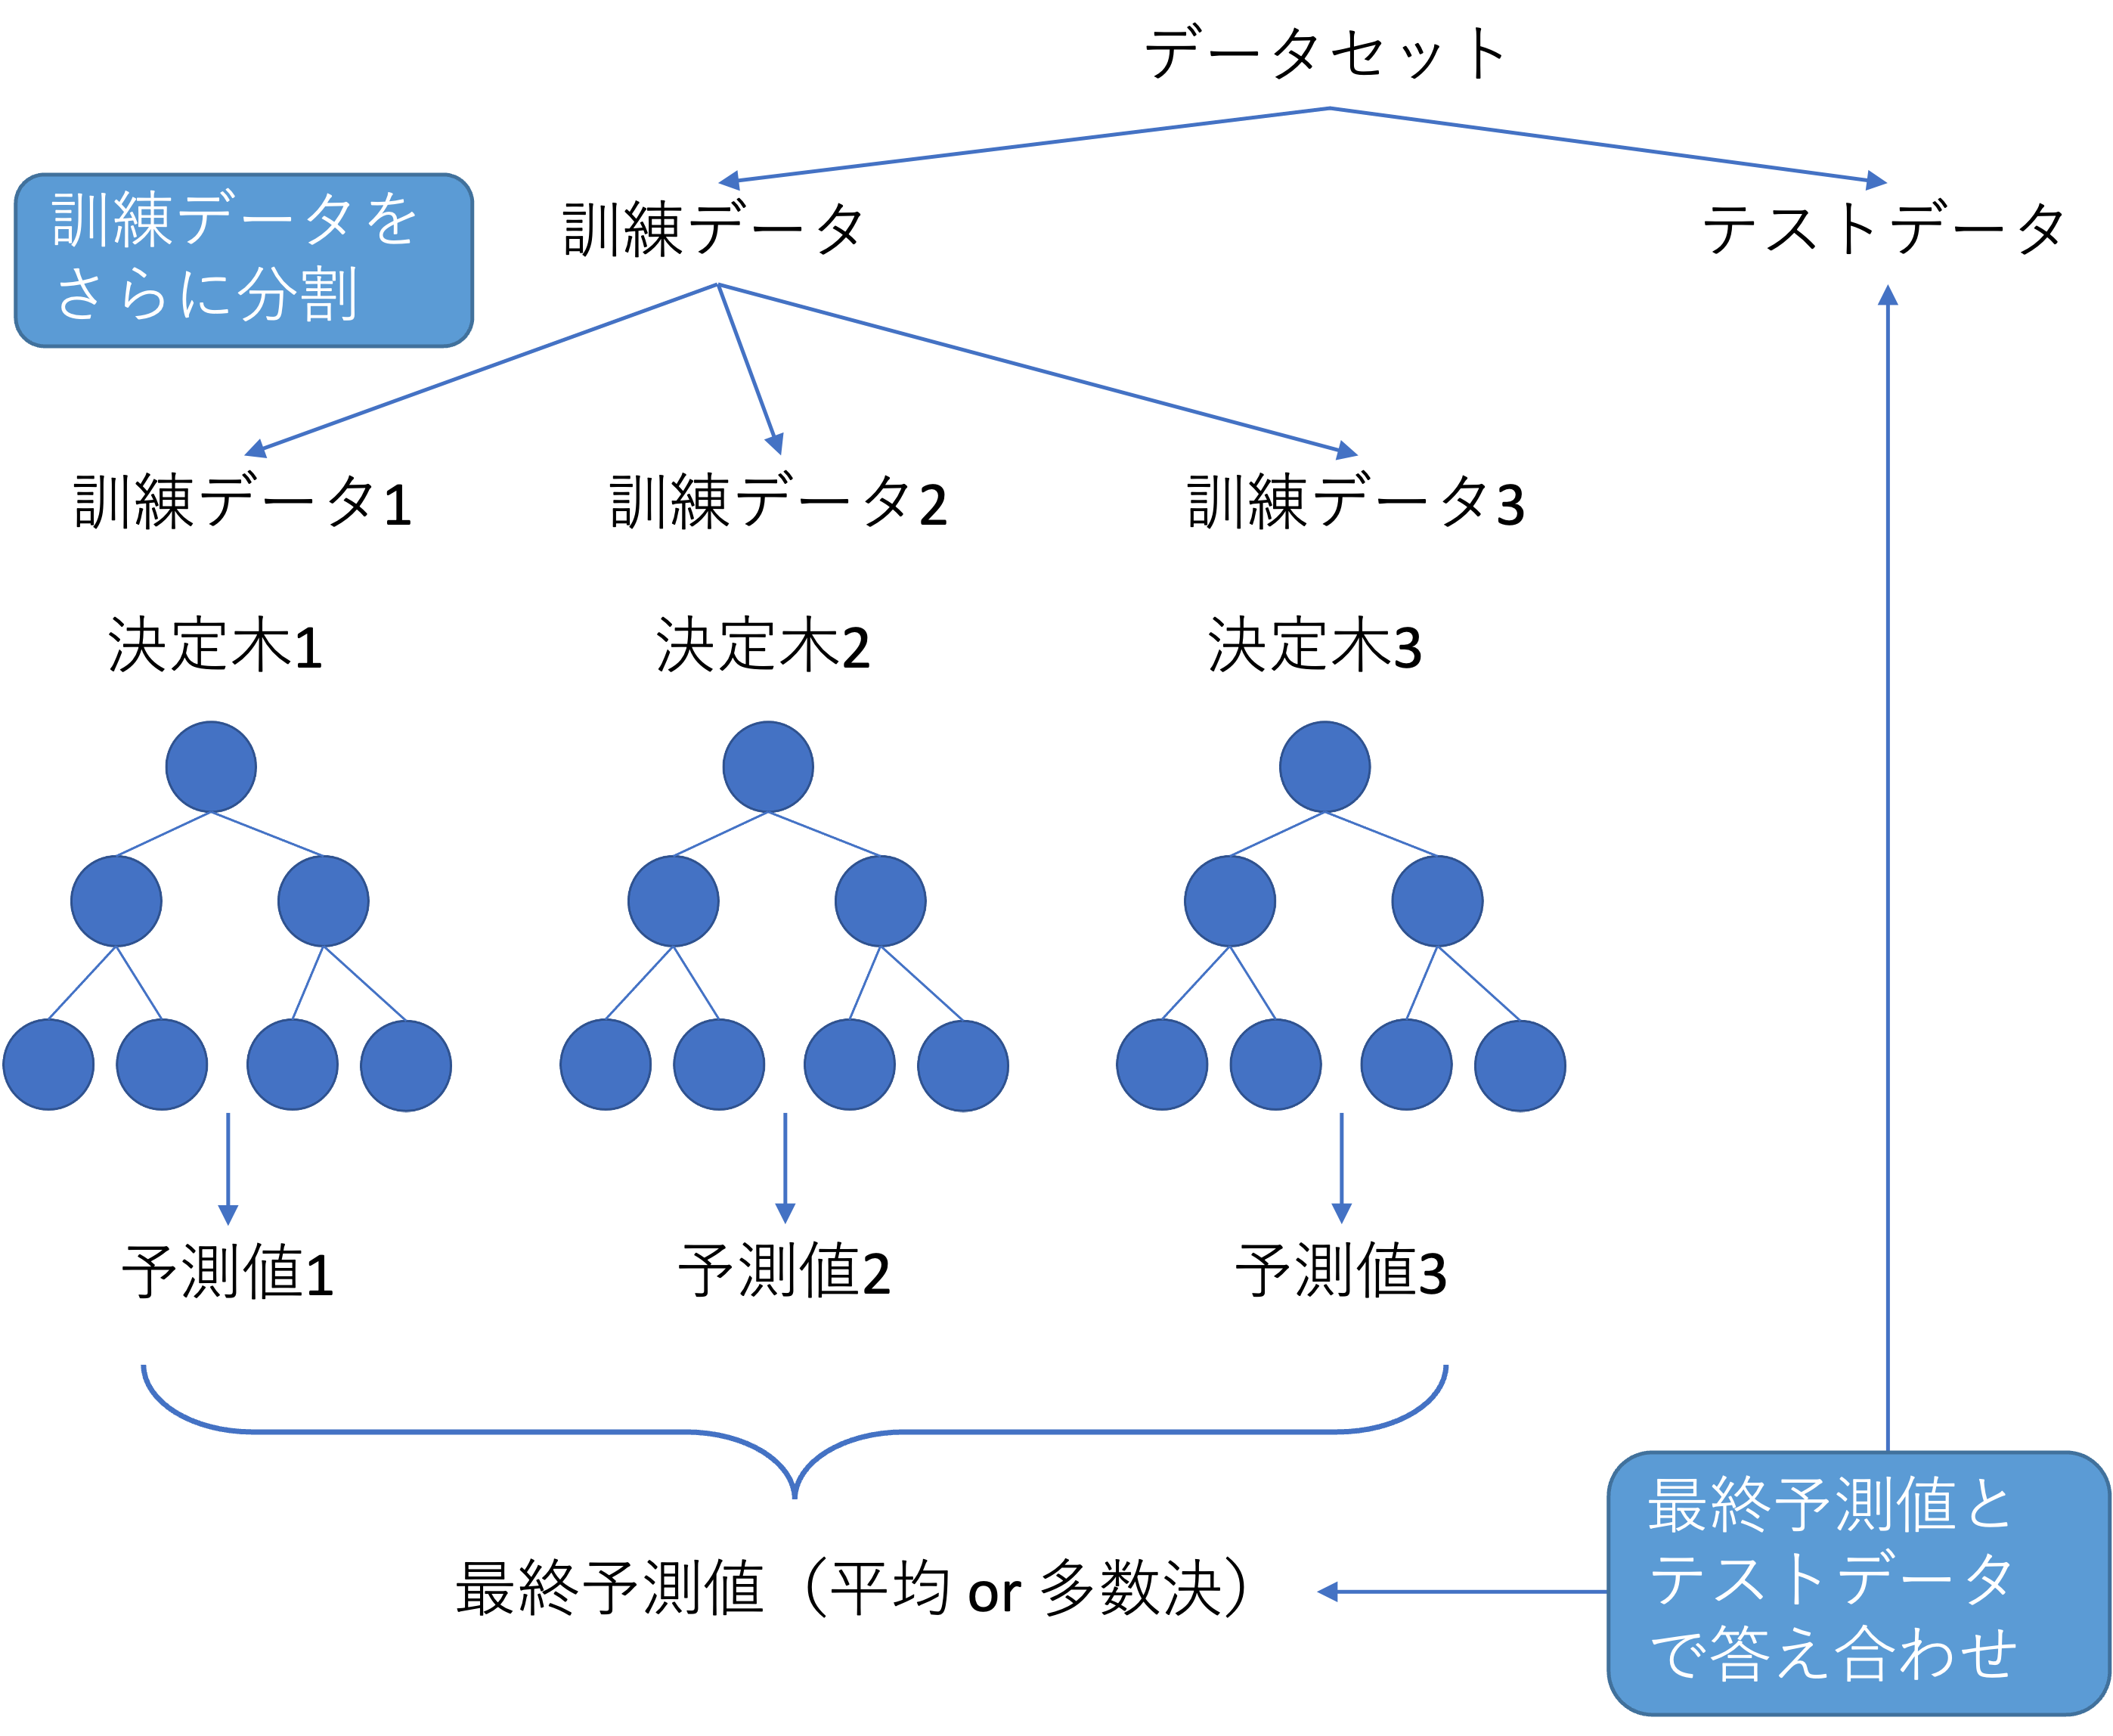 データセット
訓練データを
さらに分割
訓練データ
テストデータ
訓練データ1
訓練データ2
訓練データ3
決定木1
決定木2
決定木3
予測値1
予測値2
予測値3
最終予測値（平均 or 多数決）
最終予測値と
テストデータ
で答え合わせ